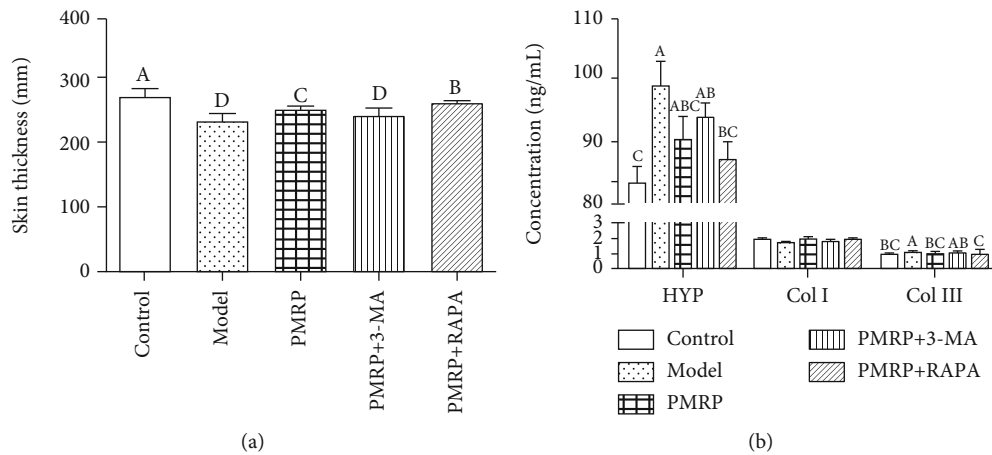 400
300
200
100
0
Skin thickness (mm)
A
D
C
D
B
Control
Model
PMRP
PMRP+3-MA
PMRP+RAPA
(a)
110
100
90
80
3
2
1
0
Concentration (ng/mL)
C
A
ABC
AB
BC
BC
A
BC
AB
C
HYP
Col I
Col III
Control
Model
PMRP
PMRP+3-MA
PMRP+RAPA
(b)